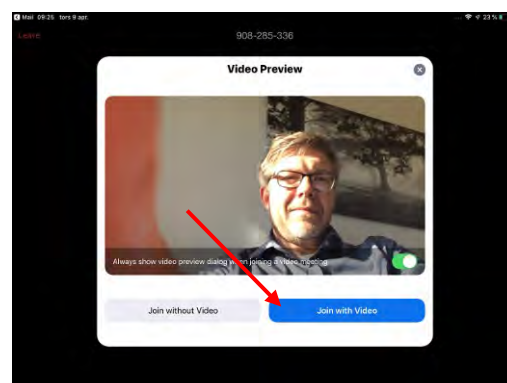 Mail 09:25 tors 9 apr.
23 %
Leave
908-285-336
Video Preview
Always show video preview dialog when joining a video meeting
Join without Video
Join with Video